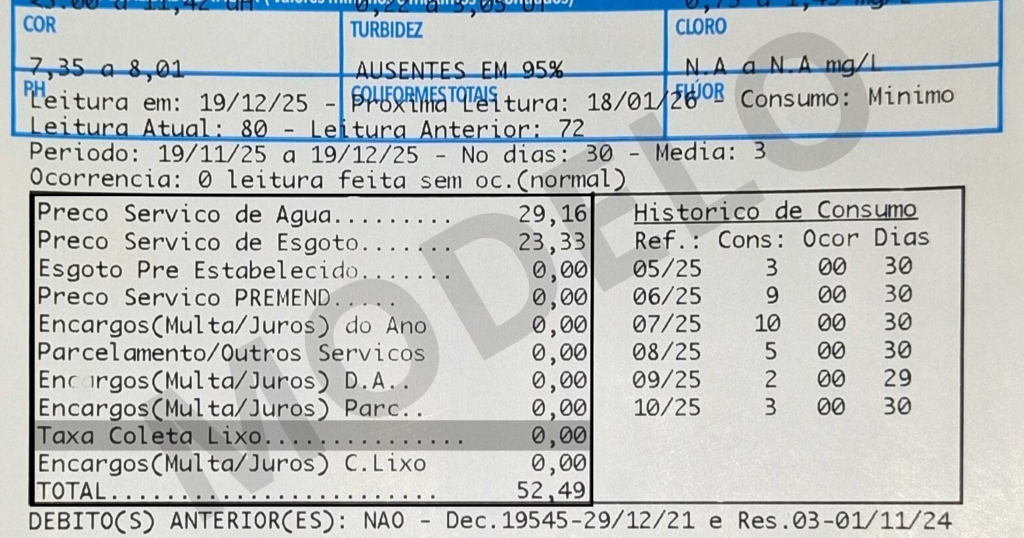 COR TURBIDEZ CLORO
7,35 a 8,01 AUSENTES EM 95% N.A a N.A mg/L
PH COLIFORMES TOTAIS FLÚOR
Leitura em: 19/12/25 - Proxima Leitura: 18/01/26 - Consumo: Minimo
Leitura Atual: 80 - Leitura Anterior: 72
Periodo: 19/11/25 a 19/12/25 - No dias: 30 - Media: 3
Ocorrencia: 0 leitura feita sem oc.(normal)
Preco Servico de Agua......... 29,16
Preco Servico de Esgoto....... 23,33
Esgoto Pre Estabelecido....... 0,00
Preco Servico PREMEND..... 0,00
Encargos(Multa/Juros) do Ano 0,00
Parcelamento/Outros Servicos 0,00
Encargos(Multa/Juros) D.A.. 0,00
Encargos(Multa/Juros) Parc.. 0,00
Taxa Coleta Lixo............... 0,00
Encargos(Multa/Juros) C.Lixo 0,00
TOTAL........................ 52,49
Historico de Consumo
Ref.: Cons: Ocor Dias
05/25 3 00 30
06/25 9 00 30
07/25 10 00 30
08/25 5 00 30
09/25 2 00 29
10/25 3 00 30
DEBITO(S) ANTERIOR(ES): NAO - Dec.19545-29/12/21 e Res.03-01/11/24
MODELO